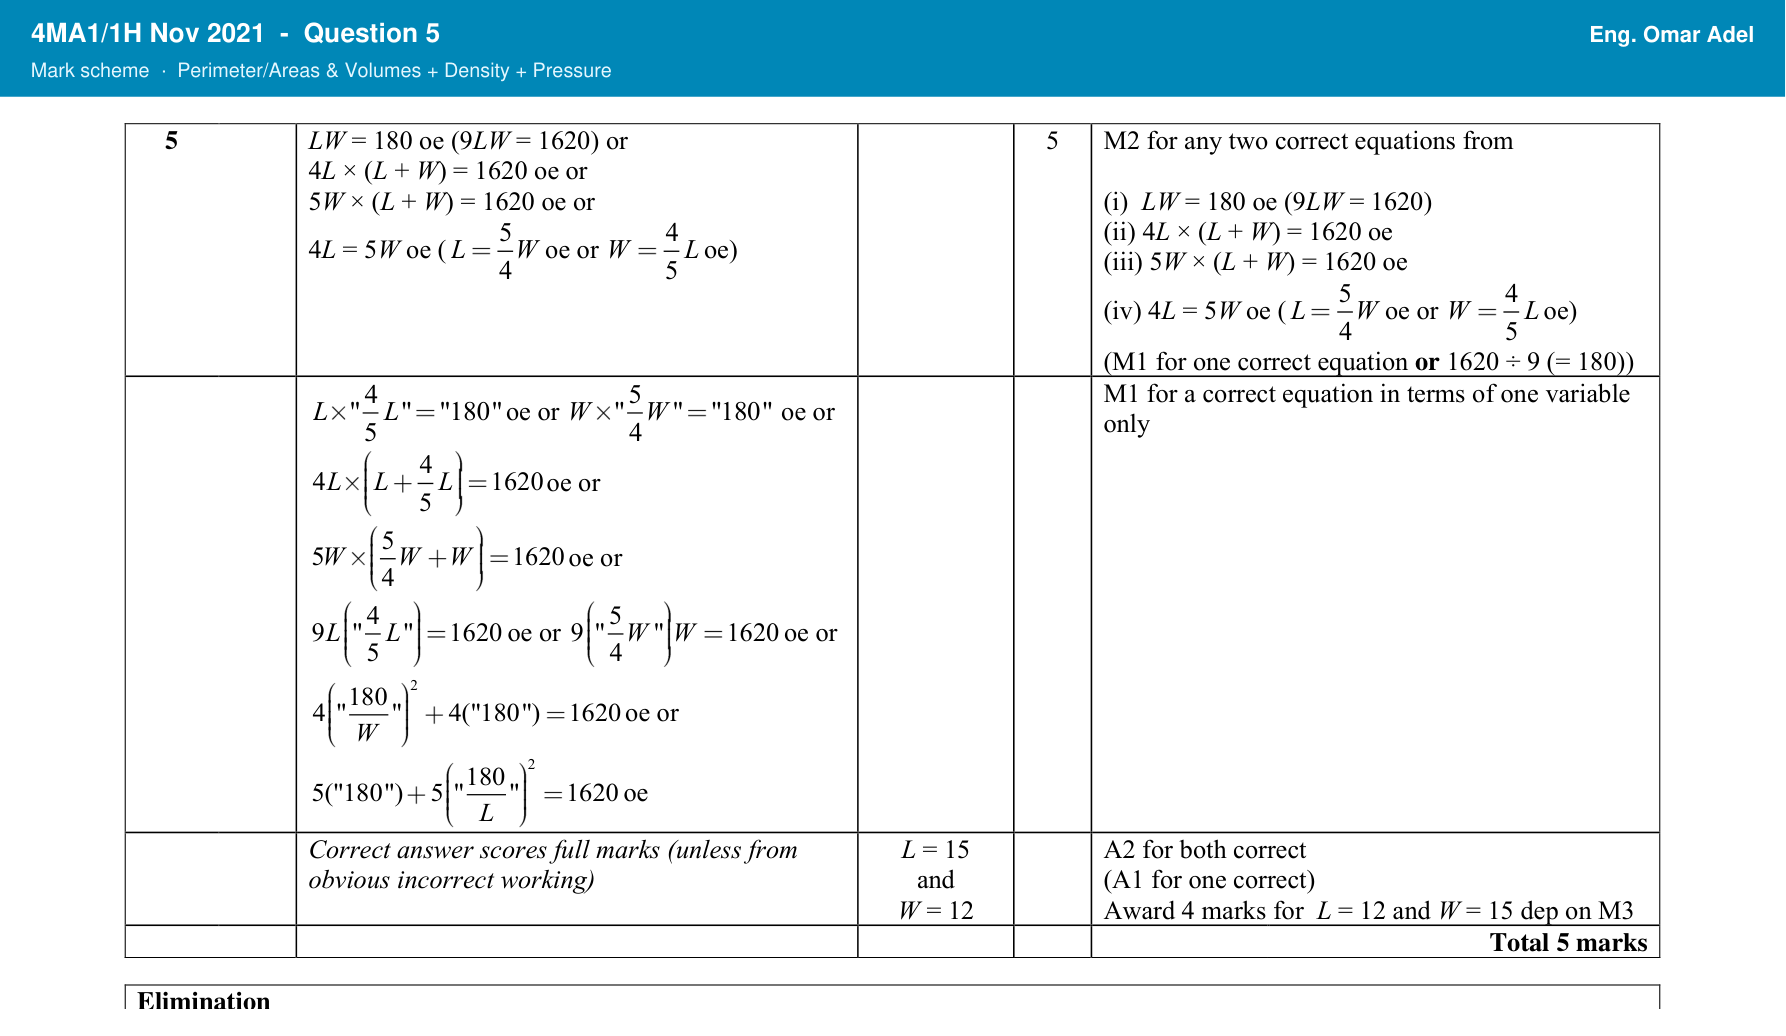 4MA1/1H Nov 2021 - Question 5
Eng. Omar Adel
Mark scheme · Perimeter/Areas & Volumes + Density + Pressure
5
LW = 180 oe (9LW = 1620) or
4L × (L + W) = 1620 oe or
5W × (L + W) = 1620 oe or
4L = 5W oe ( L = 5/4 W oe or W = 4/5 L oe)
5
M2 for any two correct equations from
(i) LW = 180 oe (9LW = 1620)
(ii) 4L × (L + W) = 1620 oe
(iii) 5W × (L + W) = 1620 oe
(iv) 4L = 5W oe ( L = 5/4 W oe or W = 4/5 L oe)
(M1 for one correct equation or 1620 ÷ 9 (= 180))
L × "4/5 L" = "180" oe or W × "5/4 W" = "180" oe or
4L × (L + 4/5 L) = 1620 oe or
5W × (5/4 W + W) = 1620 oe or
9L("4/5 L") = 1620 oe or 9("5/4 W")W = 1620 oe or
4("180/W")² + 4("180") = 1620 oe or
5("180") + 5("180/L")² = 1620 oe
M1 for a correct equation in terms of one variable
only
Correct answer scores full marks (unless from
obvious incorrect working)
L = 15
and
W = 12
A2 for both correct
(A1 for one correct)
Award 4 marks for L = 12 and W = 15 dep on M3
Total 5 marks
Elimination